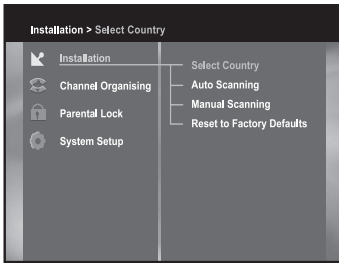 Installation > Select Country
Installation
Channel Organising
Parental Lock
System Setup
Select Country
Auto Scanning
Manual Scanning
Reset to Factory Defaults